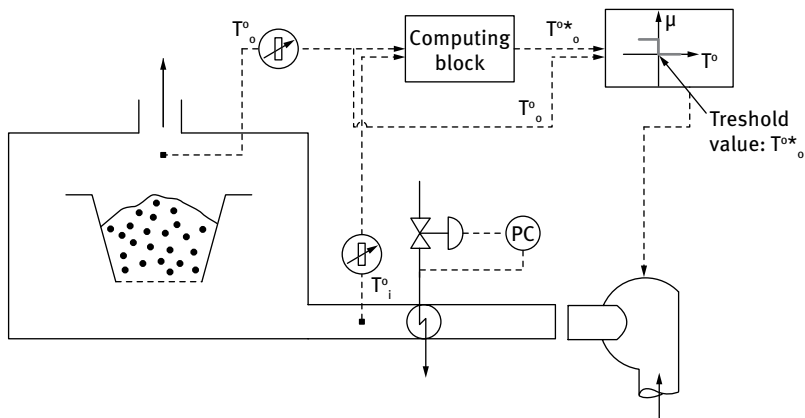 T°o
Computing
block
T°*o
μ
T°
T°o
Treshold
value: T°*o
PC
T°i